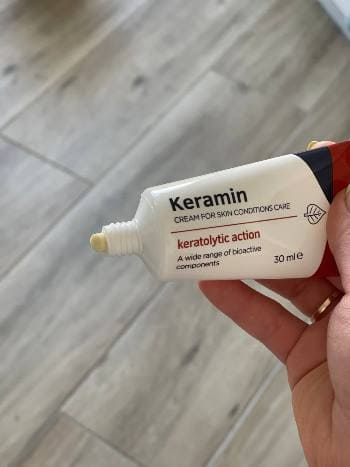 Keramin
CREAM FOR SKIN CONDITIONS CARE
keratolytic action
A wide range of bioactive
components
30 ml e